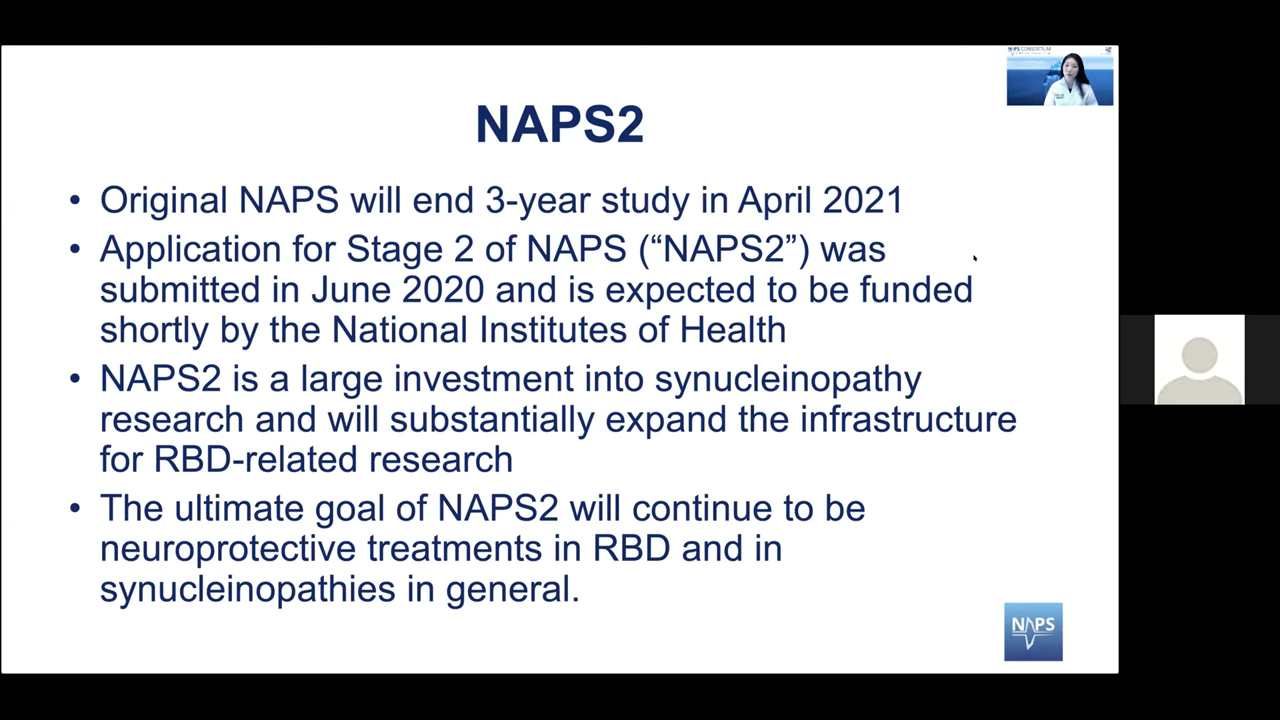 NAPS CONSORTIUM
NAPS2
• Original NAPS will end 3-year study in April 2021
• Application for Stage 2 of NAPS (“NAPS2”) was
submitted in June 2020 and is expected to be funded
shortly by the National Institutes of Health
• NAPS2 is a large investment into synucleinopathy
research and will substantially expand the infrastructure
for RBD-related research
• The ultimate goal of NAPS2 will continue to be
neuroprotective treatments in RBD and in
synucleinopathies in general.
NAPS